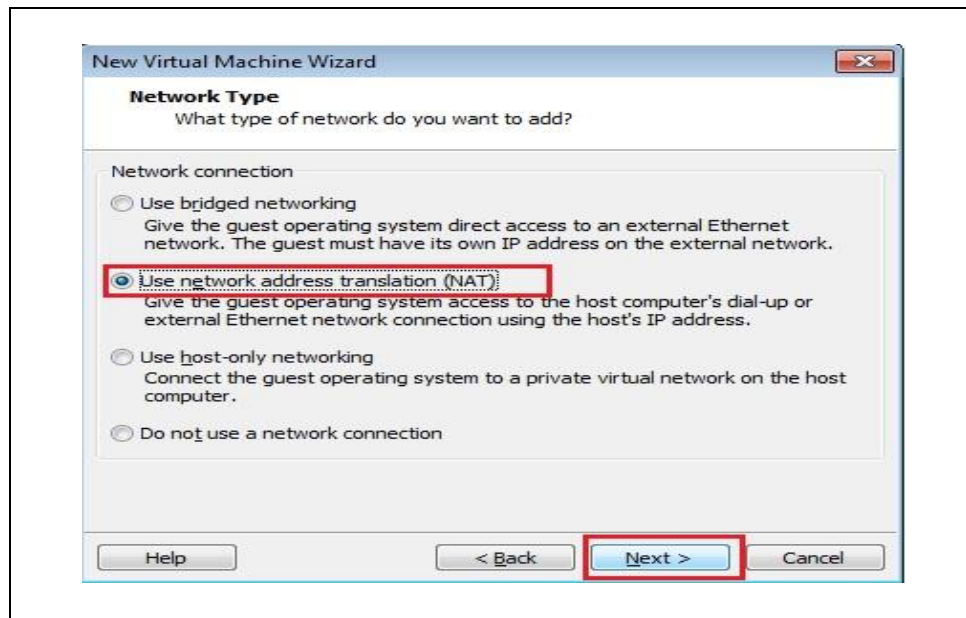 New Virtual Machine Wizard
Network Type
What type of network do you want to add?
Network connection
Use bridged networking
Give the guest operating system direct access to an external Ethernet
network. The guest must have its own IP address on the external network.
Use network address translation (NAT)
Give the guest operating system access to the host computer's dial-up or
external Ethernet network connection using the host's IP address.
Use host-only networking
Connect the guest operating system to a private virtual network on the host
computer.
Do not use a network connection
Help
< Back
Next >
Cancel